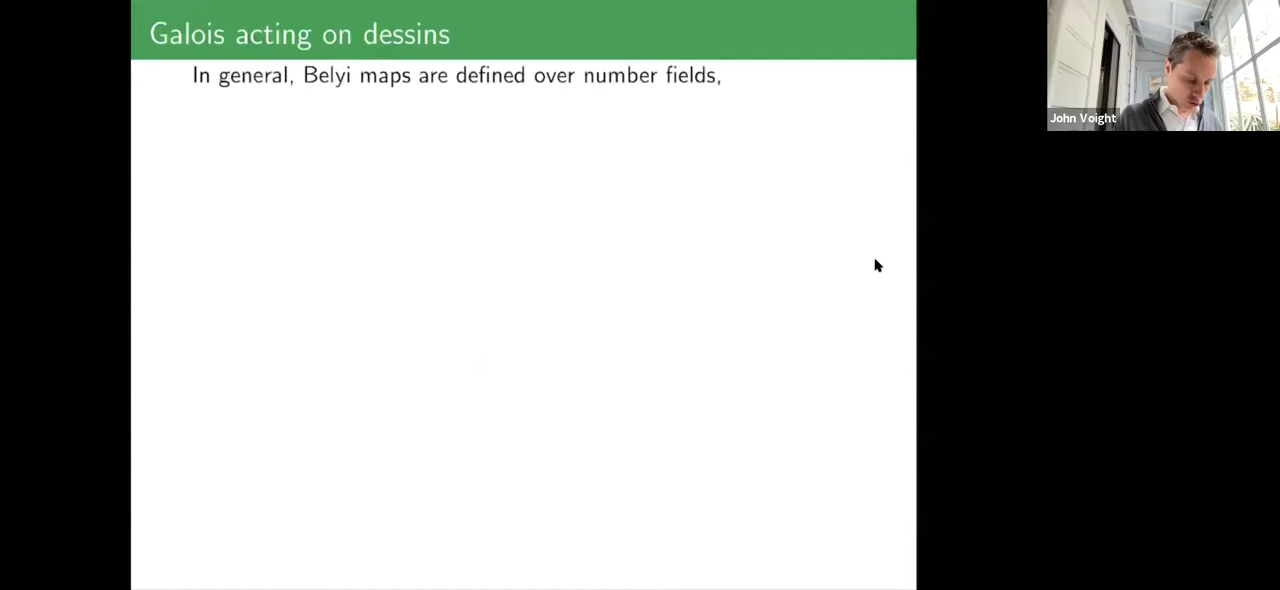 Galois acting on dessins
In general, Belyi maps are defined over number fields,
John Voight